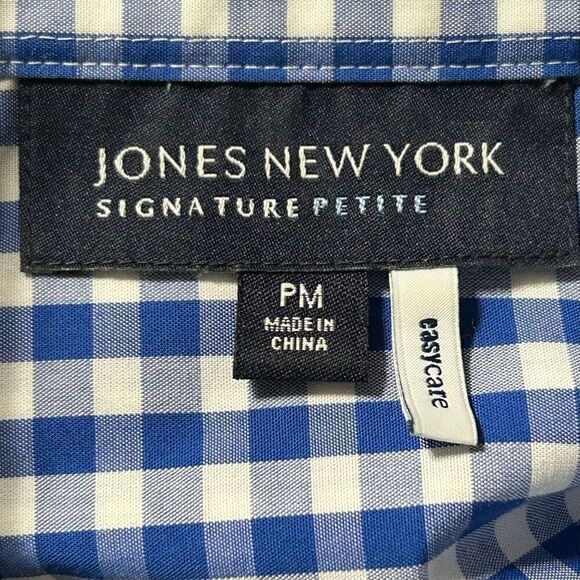 JONES NEW YORK
SIGNATURE PETITE
PM
MADE IN
CHINA
easycare